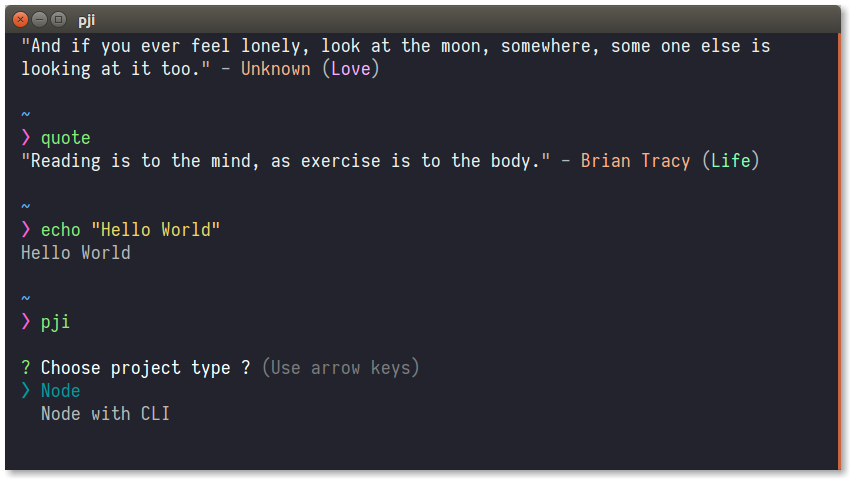 pji
"And if you ever feel lonely, look at the moon, somewhere, some one else is
looking at it too." - Unknown (Love)
~
❯ quote
"Reading is to the mind, as exercise is to the body." - Brian Tracy (Life)
~
❯ echo "Hello World"
Hello World
~
❯ pji
? Choose project type ? (Use arrow keys)
❯ Node
Node with CLI